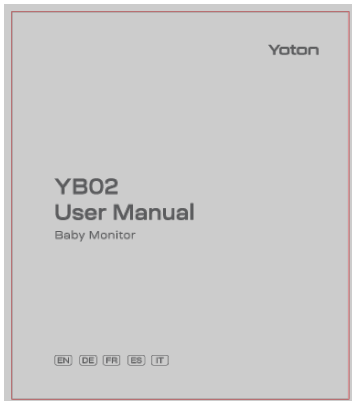 Yoton
YB02
User Manual
Baby Monitor
EN DE FR ES IT